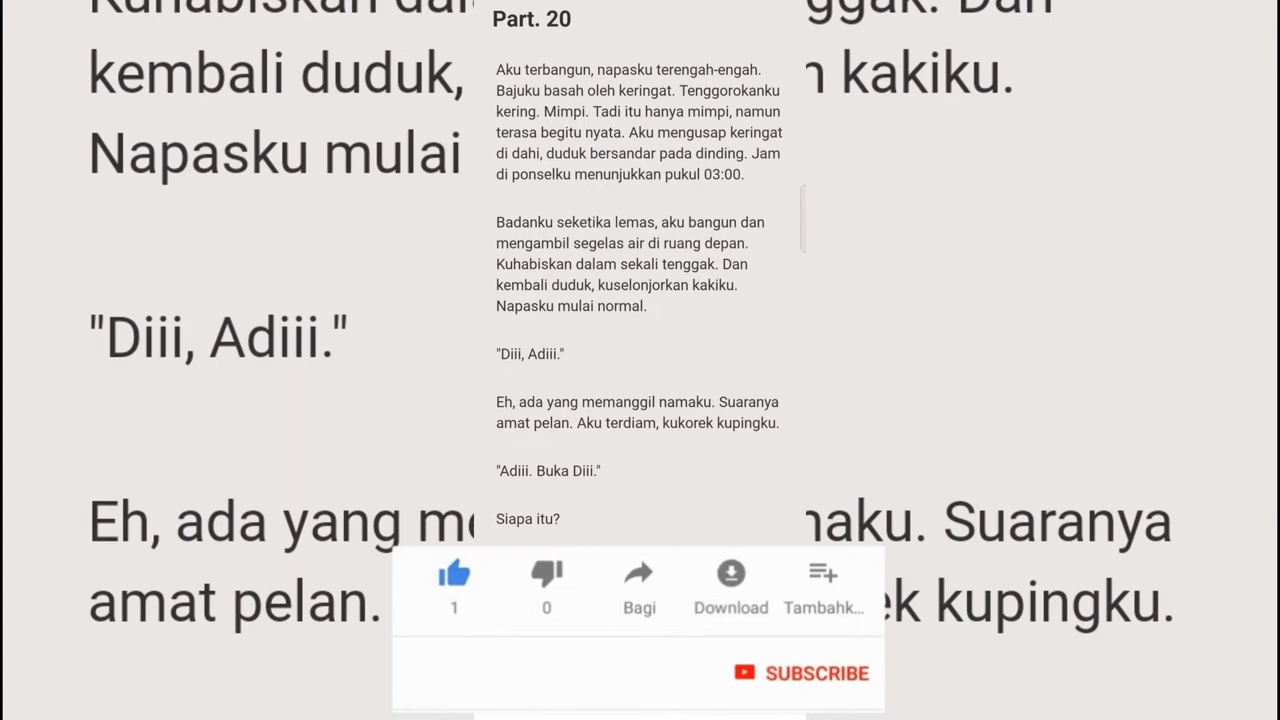 Part. 20
Aku terbangun, napasku terengah-engah.
Bajuku basah oleh keringat. Tenggorokanku
kering. Mimpi. Tadi itu hanya mimpi, namun
terasa begitu nyata. Aku mengusap keringat
di dahi, duduk bersandar pada dinding. Jam
di ponselku menunjukkan pukul 03:00.
Badanku seketika lemas, aku bangun dan
mengambil segelas air di ruang depan.
Kuhabiskan dalam sekali tenggak. Dan
kembali duduk, kuselonjorkan kakiku.
Napasku mulai normal.
"Diii, Adiii."
Eh, ada yang memanggil namaku. Suaranya
amat pelan. Aku terdiam, kukorek kupingku.
"Adiii. Buka Diii."
Siapa itu?
1
0
Bagi
Download
Tambahk...
SUBSCRIBE
kembali duduk,
kakiku.
Napasku mulai
"Diii, Adiii."
Eh, ada yang
Suaranya
amat pelan.
kupingku.